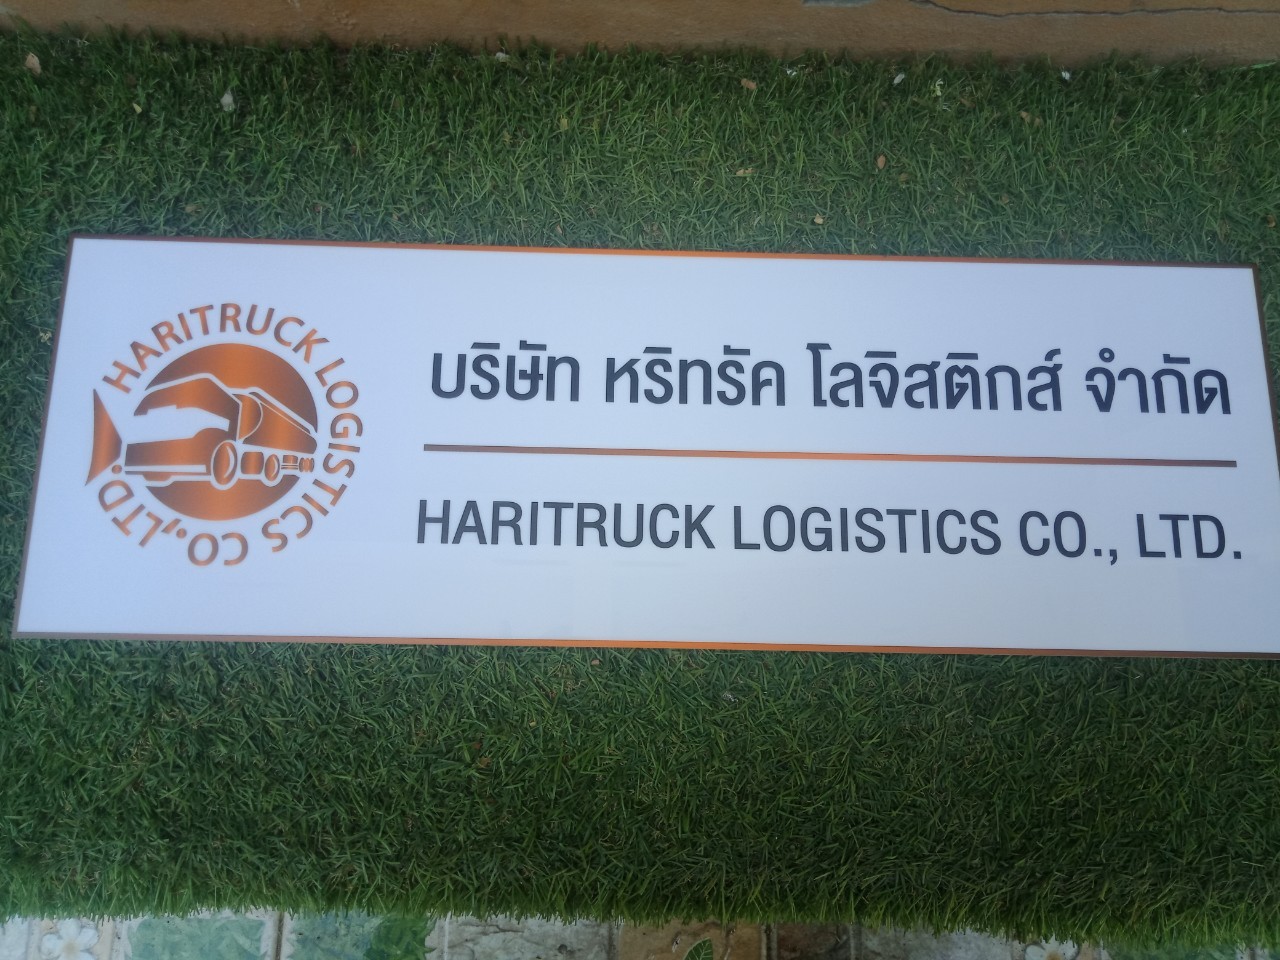 HARITRUCK LOGISTICS CO.,LTD.
บริษัท หริทรัค โลจิสติกส์ จำกัด
HARITRUCK LOGISTICS CO., LTD.